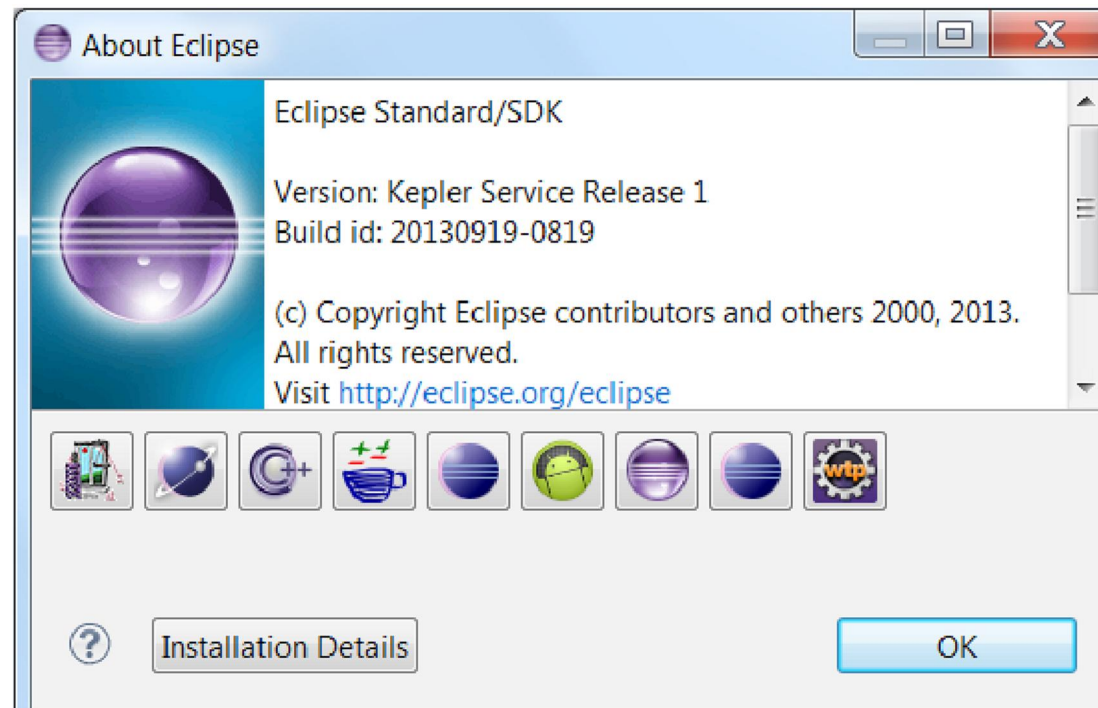 About Eclipse
Eclipse Standard/SDK
Version: Kepler Service Release 1
Build id: 20130919-0819
(c) Copyright Eclipse contributors and others 2000, 2013.
All rights reserved.
Visit http://eclipse.org/eclipse
C++
wtp
?
Installation Details
OK